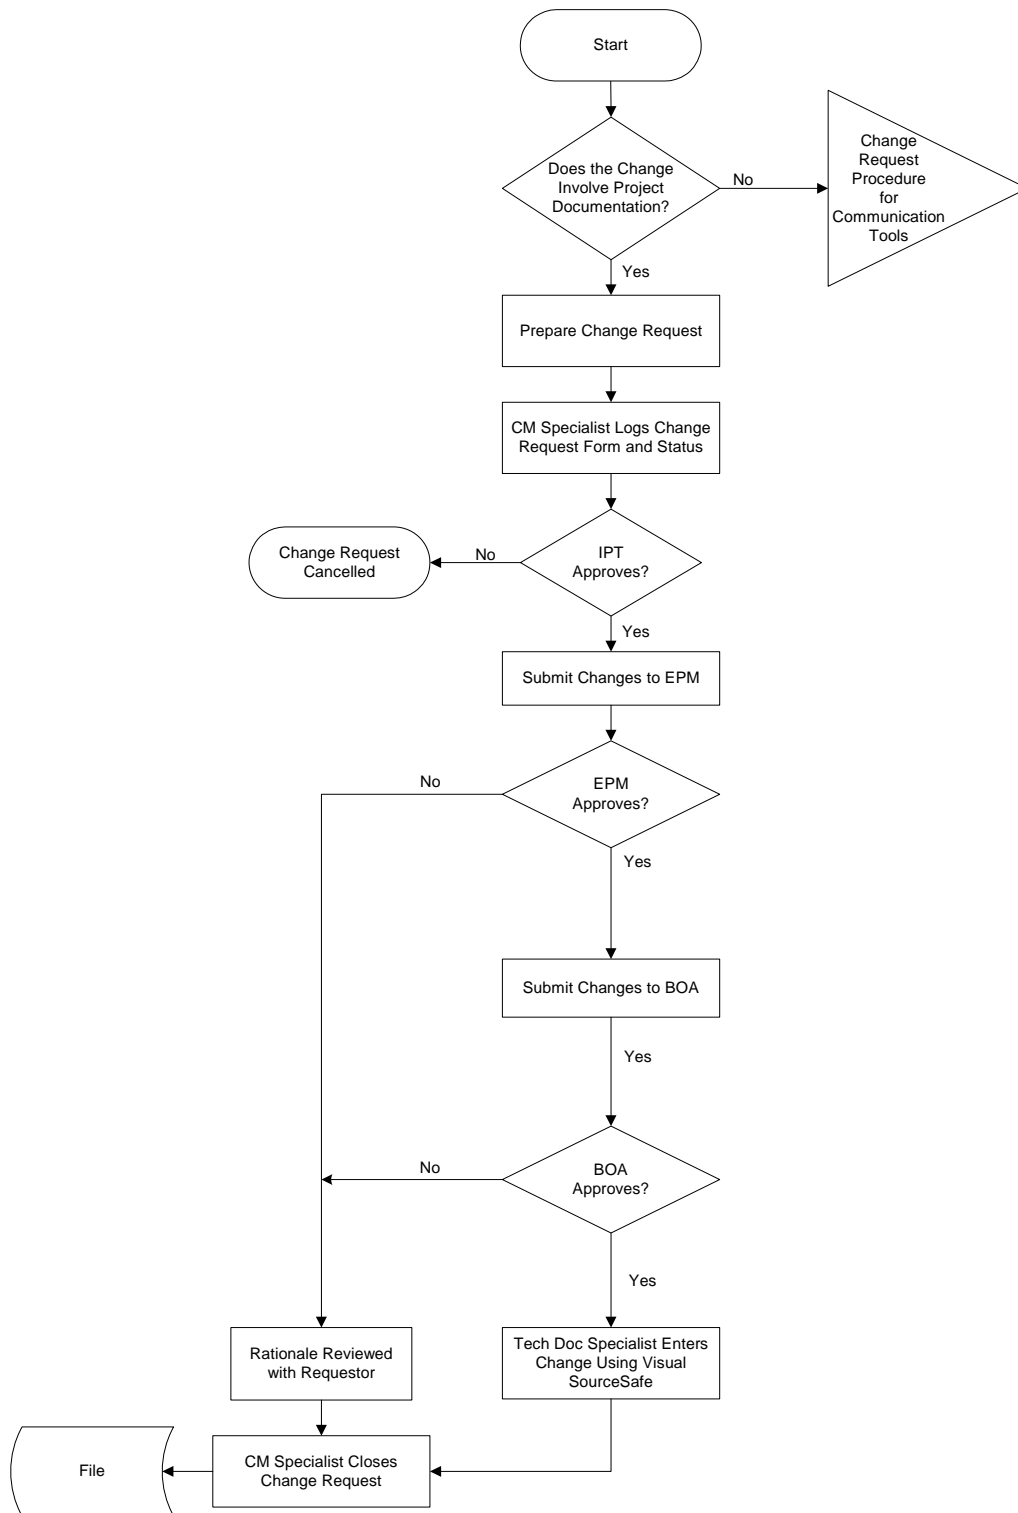 Start
Does the Change
Involve Project
Documentation?
No
Change
Request
Procedure
for
Communication
Tools
Yes
Prepare Change Request
CM Specialist Logs Change
Request Form and Status
IPT
Approves?
No
Change Request
Cancelled
Yes
Submit Changes to EPM
EPM
Approves?
No
Yes
Submit Changes to BOA
Yes
BOA
Approves?
No
Yes
Rationale Reviewed
with Requestor
Tech Doc Specialist Enters
Change Using Visual
SourceSafe
CM Specialist Closes
Change Request
File